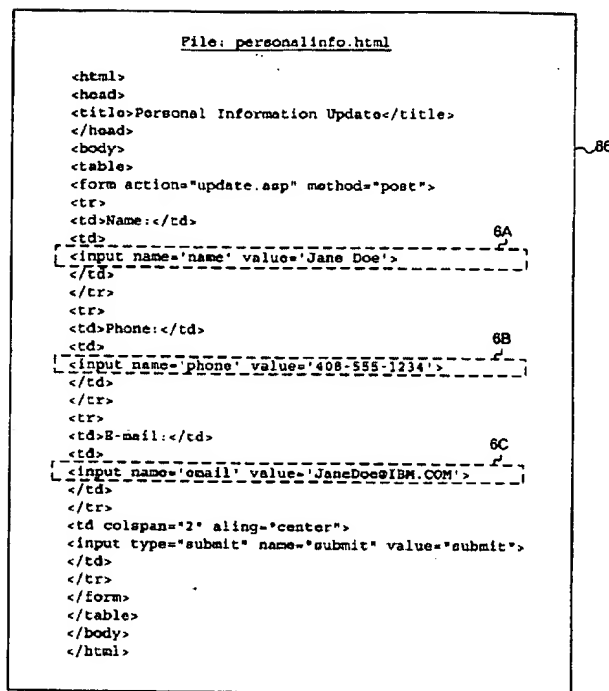 File: personalinfo.html
<html>
<head>
<title>Personal Information Update</title>
</head>
<body>
86
<table>
<form action="update.asp" method="post">
<tr>
<td>Name:</td>
6A
<td>
<input name='name' value='Jane Doe'>
</td>
</tr>
<tr>
<td>Phone:</td>
6B
<td>
<input name='phone' value='408-555-1234'>
</td>
</tr>
<tr>
<td>E-mail:</td>
6C
<td>
<input name='email' value='JaneDoe@IBM.COM'>
</td>
</tr>
<td colspan="2" aling="center">
<input type="submit" name="submit" value="submit">
</td>
</tr>
</form>
</table>
</body>
</html>